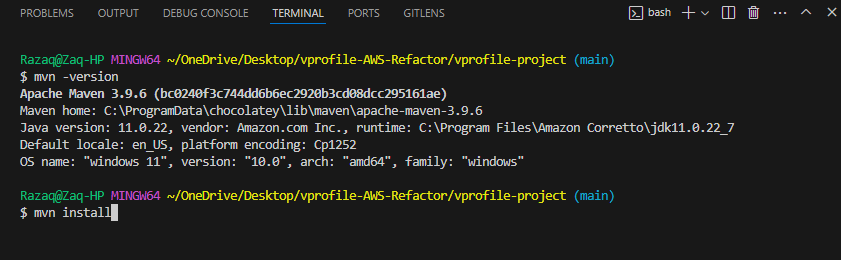 PROBLEMS OUTPUT DEBUG CONSOLE TERMINAL PORTS GITLENS bash
Razaq@Zaq-HP MINGW64 ~/OneDrive/Desktop/vprofile-AWS-Refactor/vprofile-project (main)
$ mvn -version
Apache Maven 3.9.6 (bc0240f3c744dd6b6ec2920b3cd08dcc295161ae)
Maven home: C:\ProgramData\chocolatey\lib\maven\apache-maven-3.9.6
Java version: 11.0.22, vendor: Amazon.com Inc., runtime: C:\Program Files\Amazon Corretto\jdk11.0.22_7
Default locale: en_US, platform encoding: Cp1252
OS name: "windows 11", version: "10.0", arch: "amd64", family: "windows"
Razaq@Zaq-HP MINGW64 ~/OneDrive/Desktop/vprofile-AWS-Refactor/vprofile-project (main)
$ mvn install